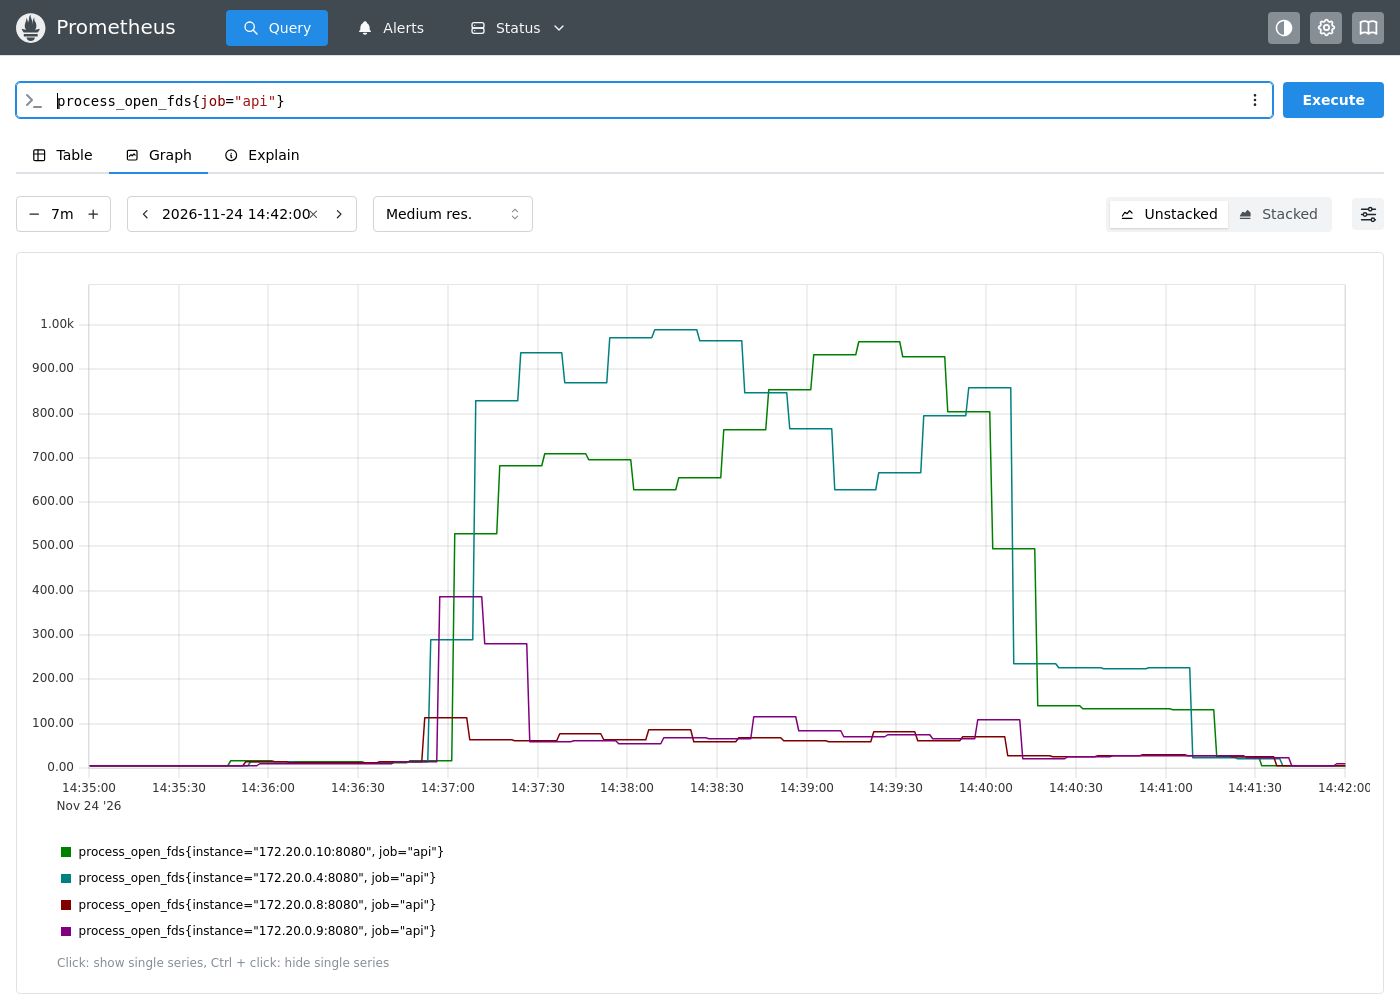 Prometheus
Query
Alerts
Status
process_open_fds{job="api"}
Execute
Table
Graph
Explain
7m
2026-11-24 14:42:00
Medium res.
Unstacked
Stacked
1.00k
900.00
800.00
700.00
600.00
500.00
400.00
300.00
200.00
100.00
0.00
14:35:00 14:35:30 14:36:00 14:36:30 14:37:00 14:37:30 14:38:00 14:38:30 14:39:00 14:39:30 14:40:00 14:40:30 14:41:00 14:41:30 14:42:00
Nov 24 '26
process_open_fds{instance="172.20.0.10:8080", job="api"}
process_open_fds{instance="172.20.0.4:8080", job="api"}
process_open_fds{instance="172.20.0.8:8080", job="api"}
process_open_fds{instance="172.20.0.9:8080", job="api"}
Click: show single series, Ctrl + click: hide single series